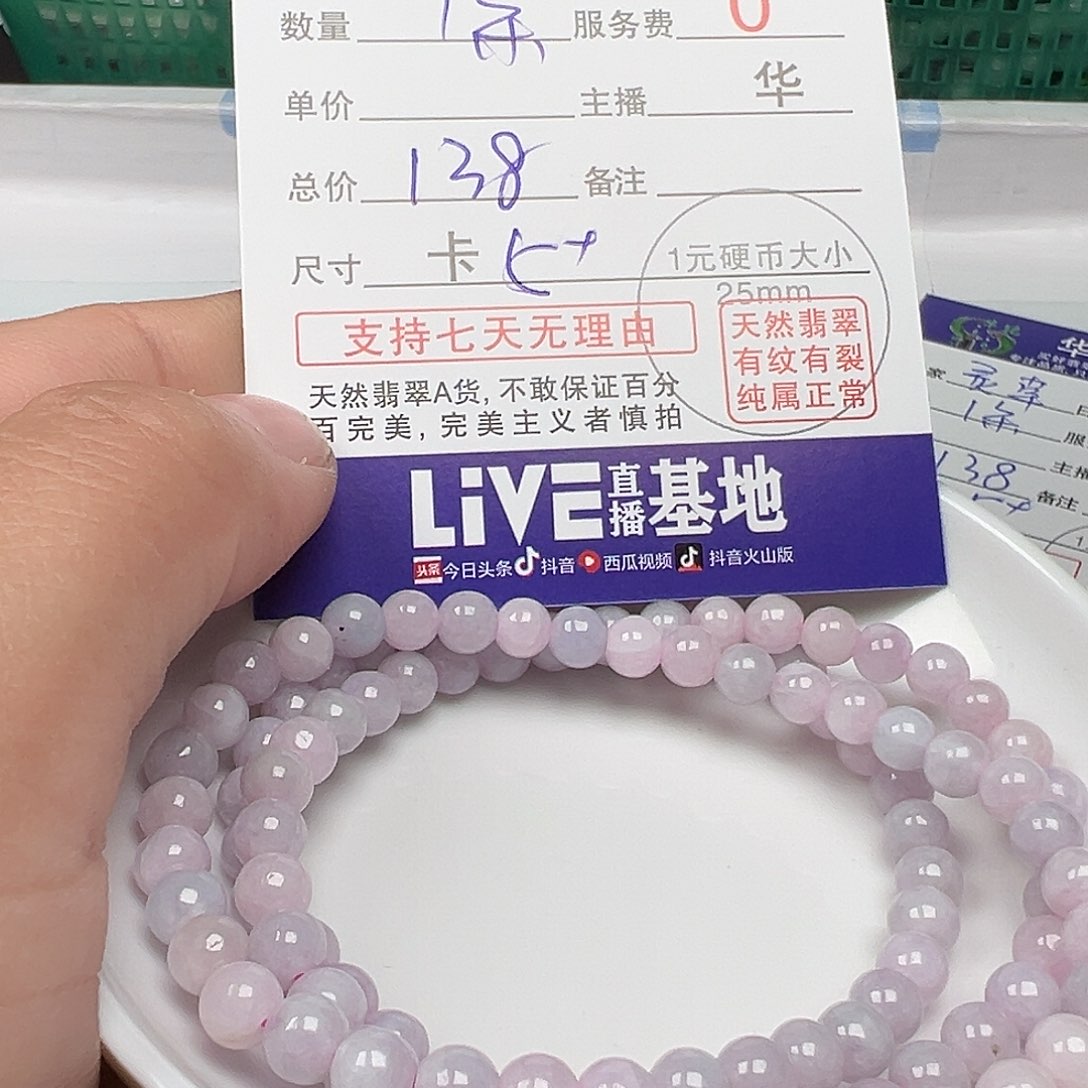 数量 1条 服务费 0
单价 主播 华
总价 138 备注
尺寸 卡 5+
1元硬币大小
25mm
支持七天无理由
天然翡翠
有纹有裂
纯属正常
天然翡翠A货,不敢保证百分
百完美,完美主义者慎拍
LiVE直播基地
头条 今日头条 抖音 西瓜视频 抖音火山版
华
1条 服
138 主播
备注